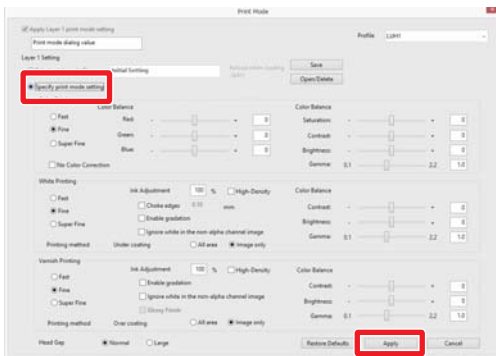 Print Mode
Apply Layer 1 print mode setting
Print mode dialog value
Profile LUH1
Layer 1 Setting
Initial Setting
Save
Open/Delete
Specify print mode setting
Color Balance
Color Balance
Fast
Fine
Super Fine
Red: - + 0
Green: - + 0
Blue: - + 0
No Color Correction
Saturation: - + 0
Contrast: - + 0
Brightness: - + 0
Gamma: 0.1 2.2 1.0
White Printing
Fast
Fine
Super Fine
Ink Adjustment 100 % High-Density
Choke edges 0.10 mm
Enable gradation
Ignore white in the non-alpha channel image
Printing method Under coating All area Image only
Color Balance
Contrast: - + 0
Brightness: - + 0
Gamma: 0.1 2.2 1.0
Varnish Printing
Fast
Fine
Super Fine
Ink Adjustment 100 % High-Density
Enable gradation
Ignore white in the non-alpha channel image
Glossy Finish
Printing method Over coating All area Image only
Color Balance
Contrast: - + 0
Brightness: - + 0
Gamma: 0.1 2.2 1.0
Head Gap Normal Large
Restore Defaults Apply Cancel